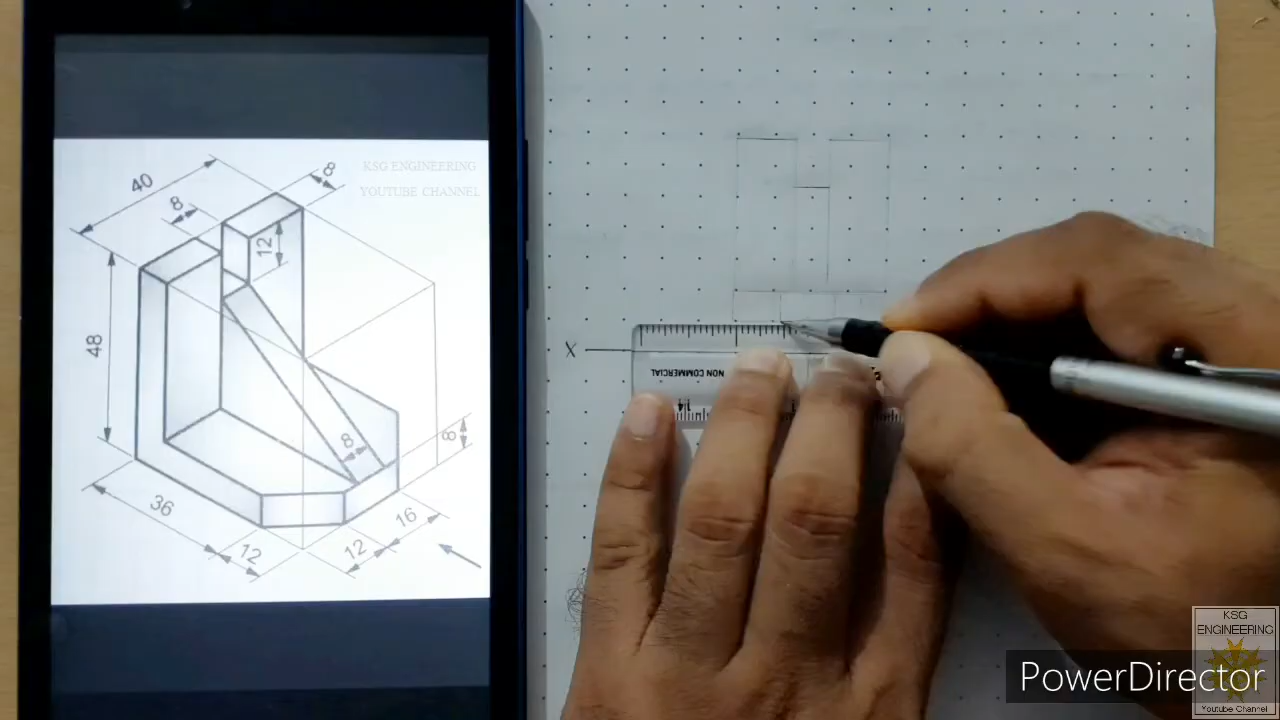 KSG ENGINEERING
YOUTUBE CHANNEL
40
8
8
12
48
8
8
36
12
12
16
X
NON COMMERCIAL
14
KSG
ENGINEERING
Youtube Channel
PowerDirector